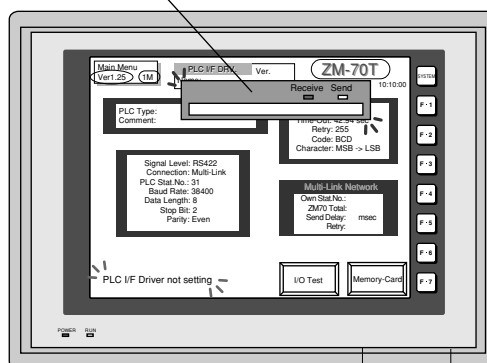 Main Menu
Ver1.25 1M
PLC I/F DRV. Ver.
ZM-70T
10:10:00
Receive Send
PLC Type:
Comment:
Time-Out: 42.94 sec
Retry: 255
Code: BCD
Character: MSB -> LSB
Signal Level: RS422
Connection: Multi-Link
PLC Stat.No.: 31
Baud Rate: 38400
Data Length: 8
Stop Bit: 2
Parity: Even
Multi-Link Network
Own Stat.No.:
ZM70 Total:
Send Delay: msec
Retry:
PLC I/F Driver not setting
I/O Test
Memory-Card
SYSTEM
F・1
F・2
F・3
F・4
F・5
F・6
F・7
POWER RUN